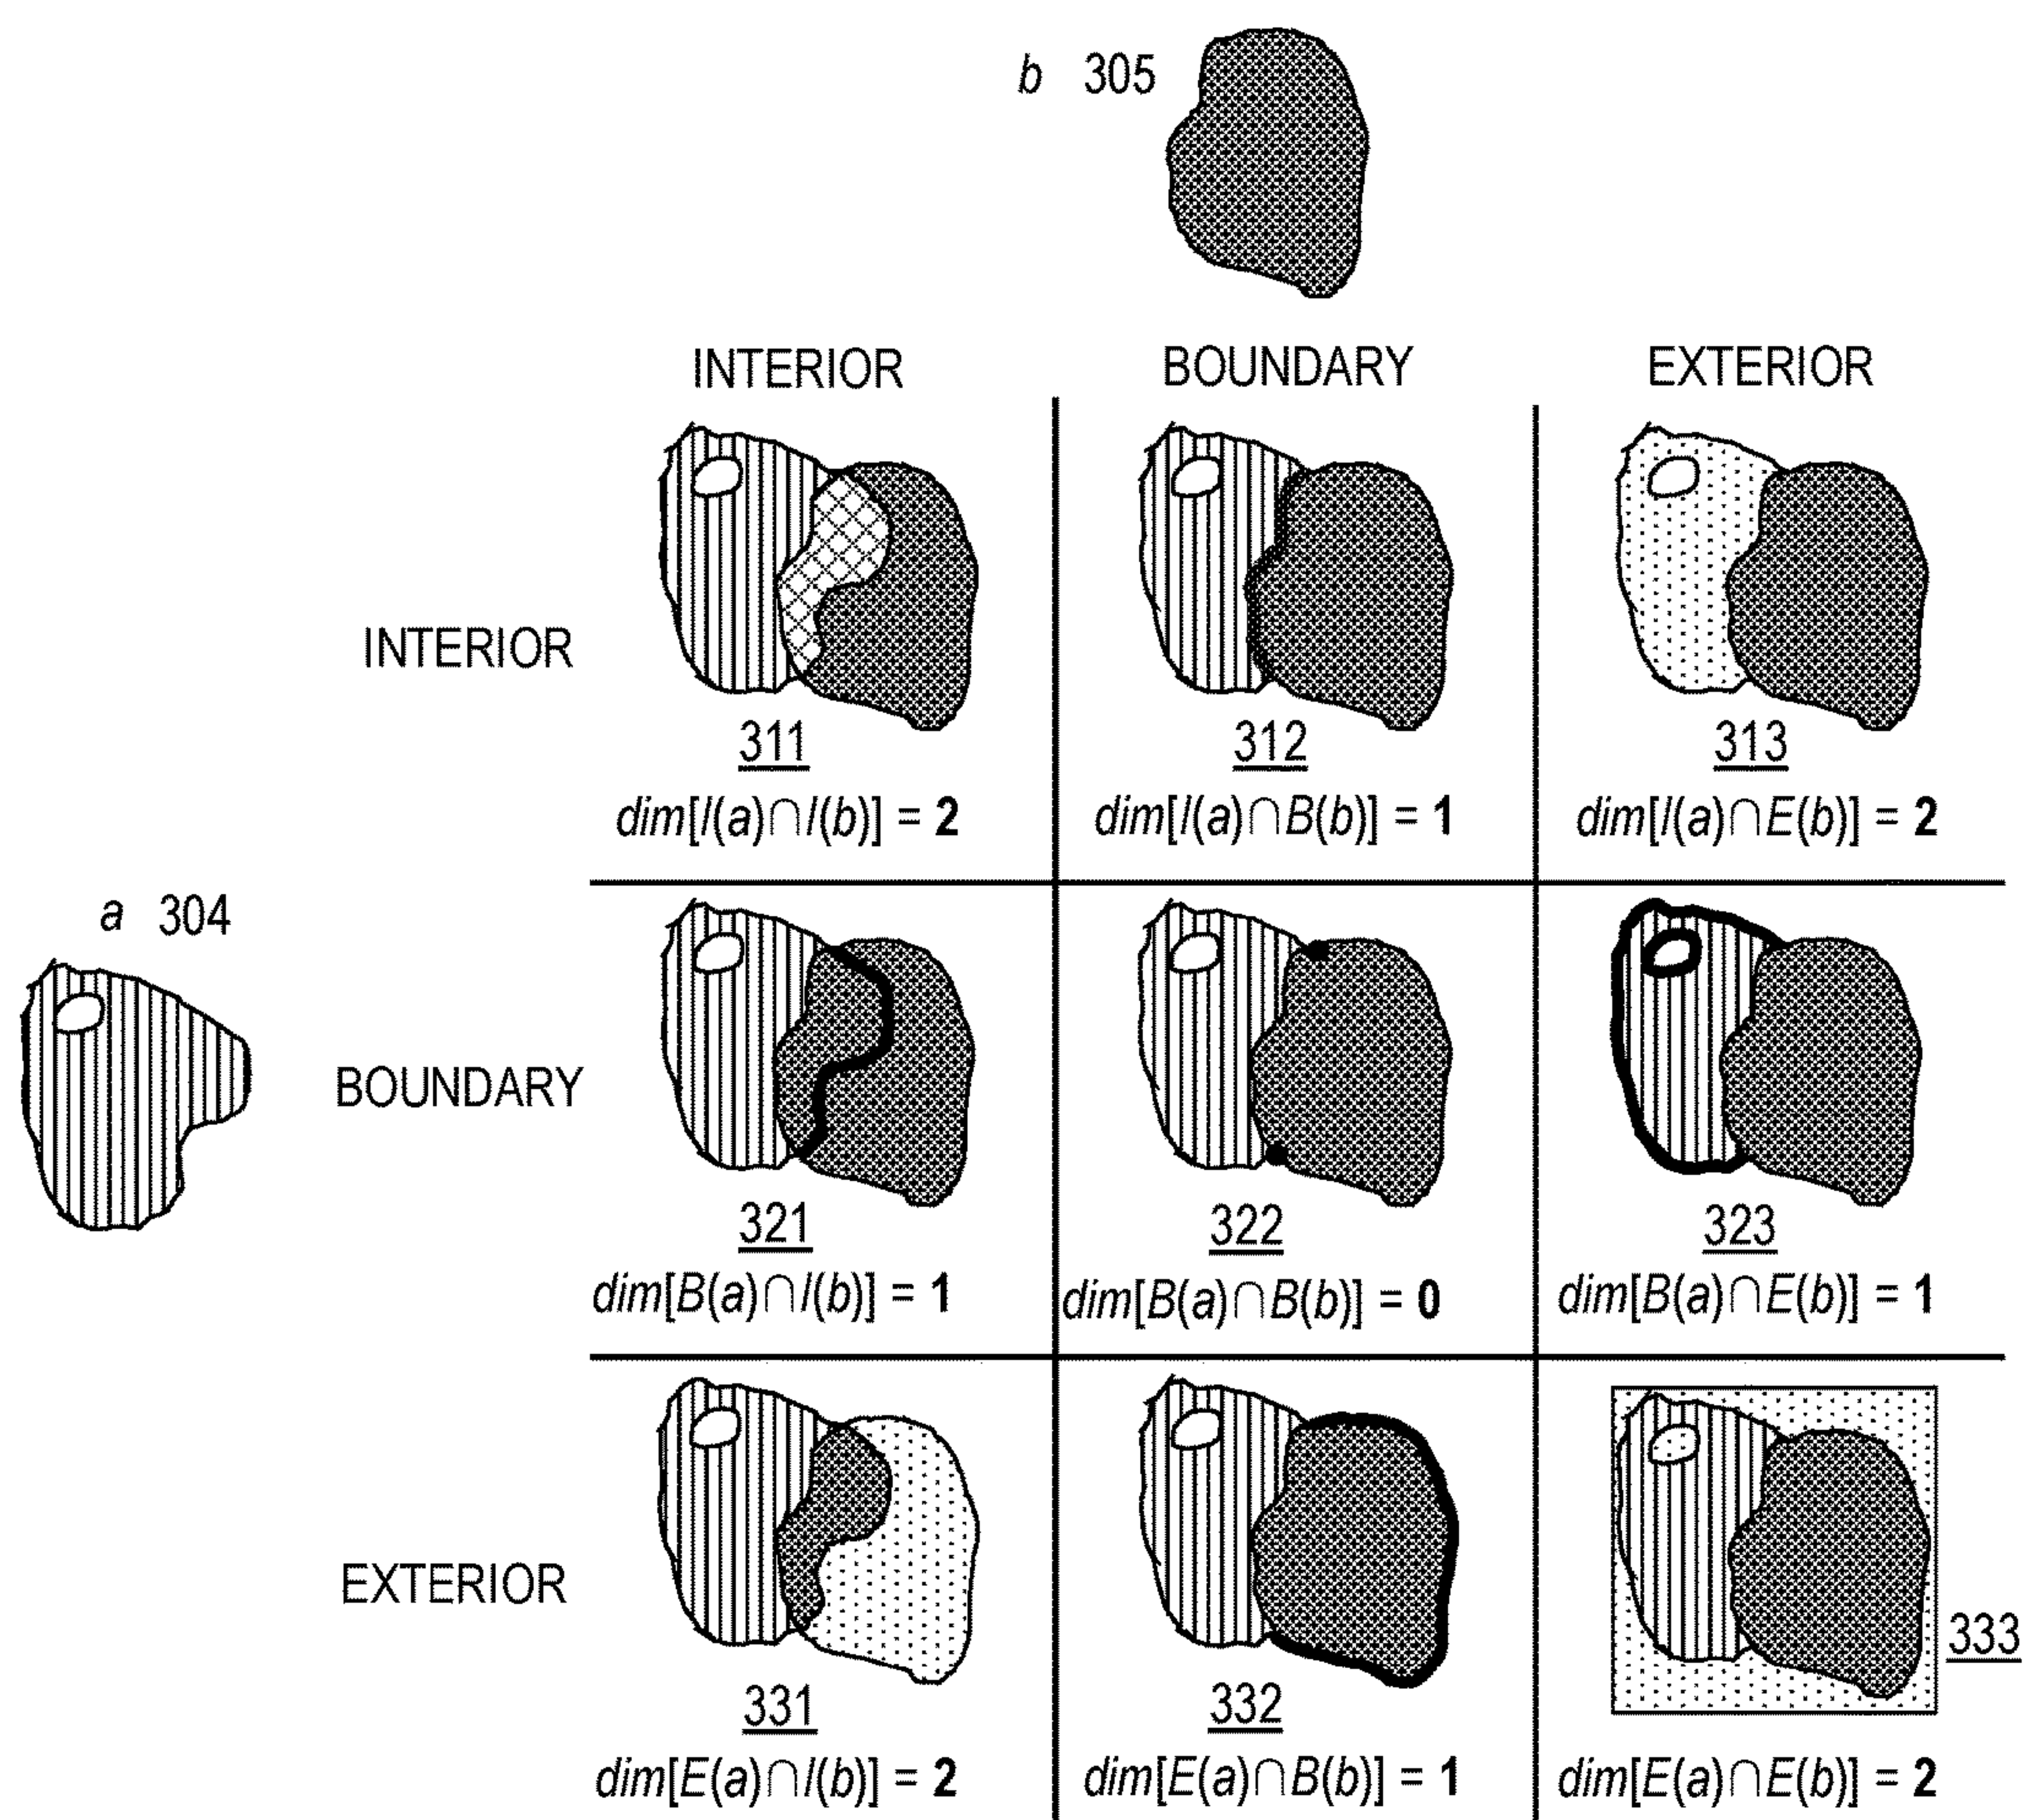 b 305
INTERIOR BOUNDARY EXTERIOR
INTERIOR
311 312 313
dim[I(a)∩I(b)] = 2 dim[I(a)∩B(b)] = 1 dim[I(a)∩E(b)] = 2
a 304
BOUNDARY
321 322 323
dim[B(a)∩I(b)] = 1 dim[B(a)∩B(b)] = 0 dim[B(a)∩E(b)] = 1
EXTERIOR
333
331 332
dim[E(a)∩I(b)] = 2 dim[E(a)∩B(b)] = 1 dim[E(a)∩E(b)] = 2